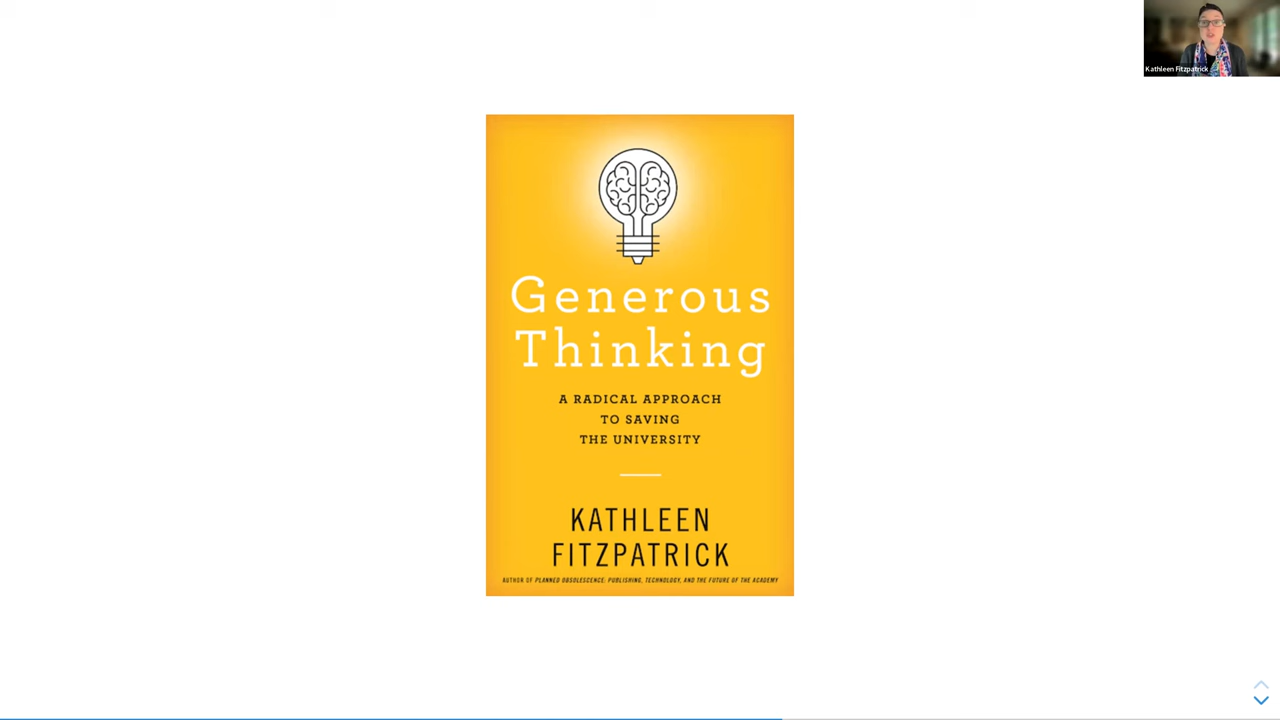 Kathleen Fitzpatrick
Generous
Thinking
A RADICAL APPROACH
TO SAVING
THE UNIVERSITY
KATHLEEN
FITZPATRICK
AUTHOR OF PLANNED OBSOLESCENCE: PUBLISHING, TECHNOLOGY, AND THE FUTURE OF THE ACADEMY